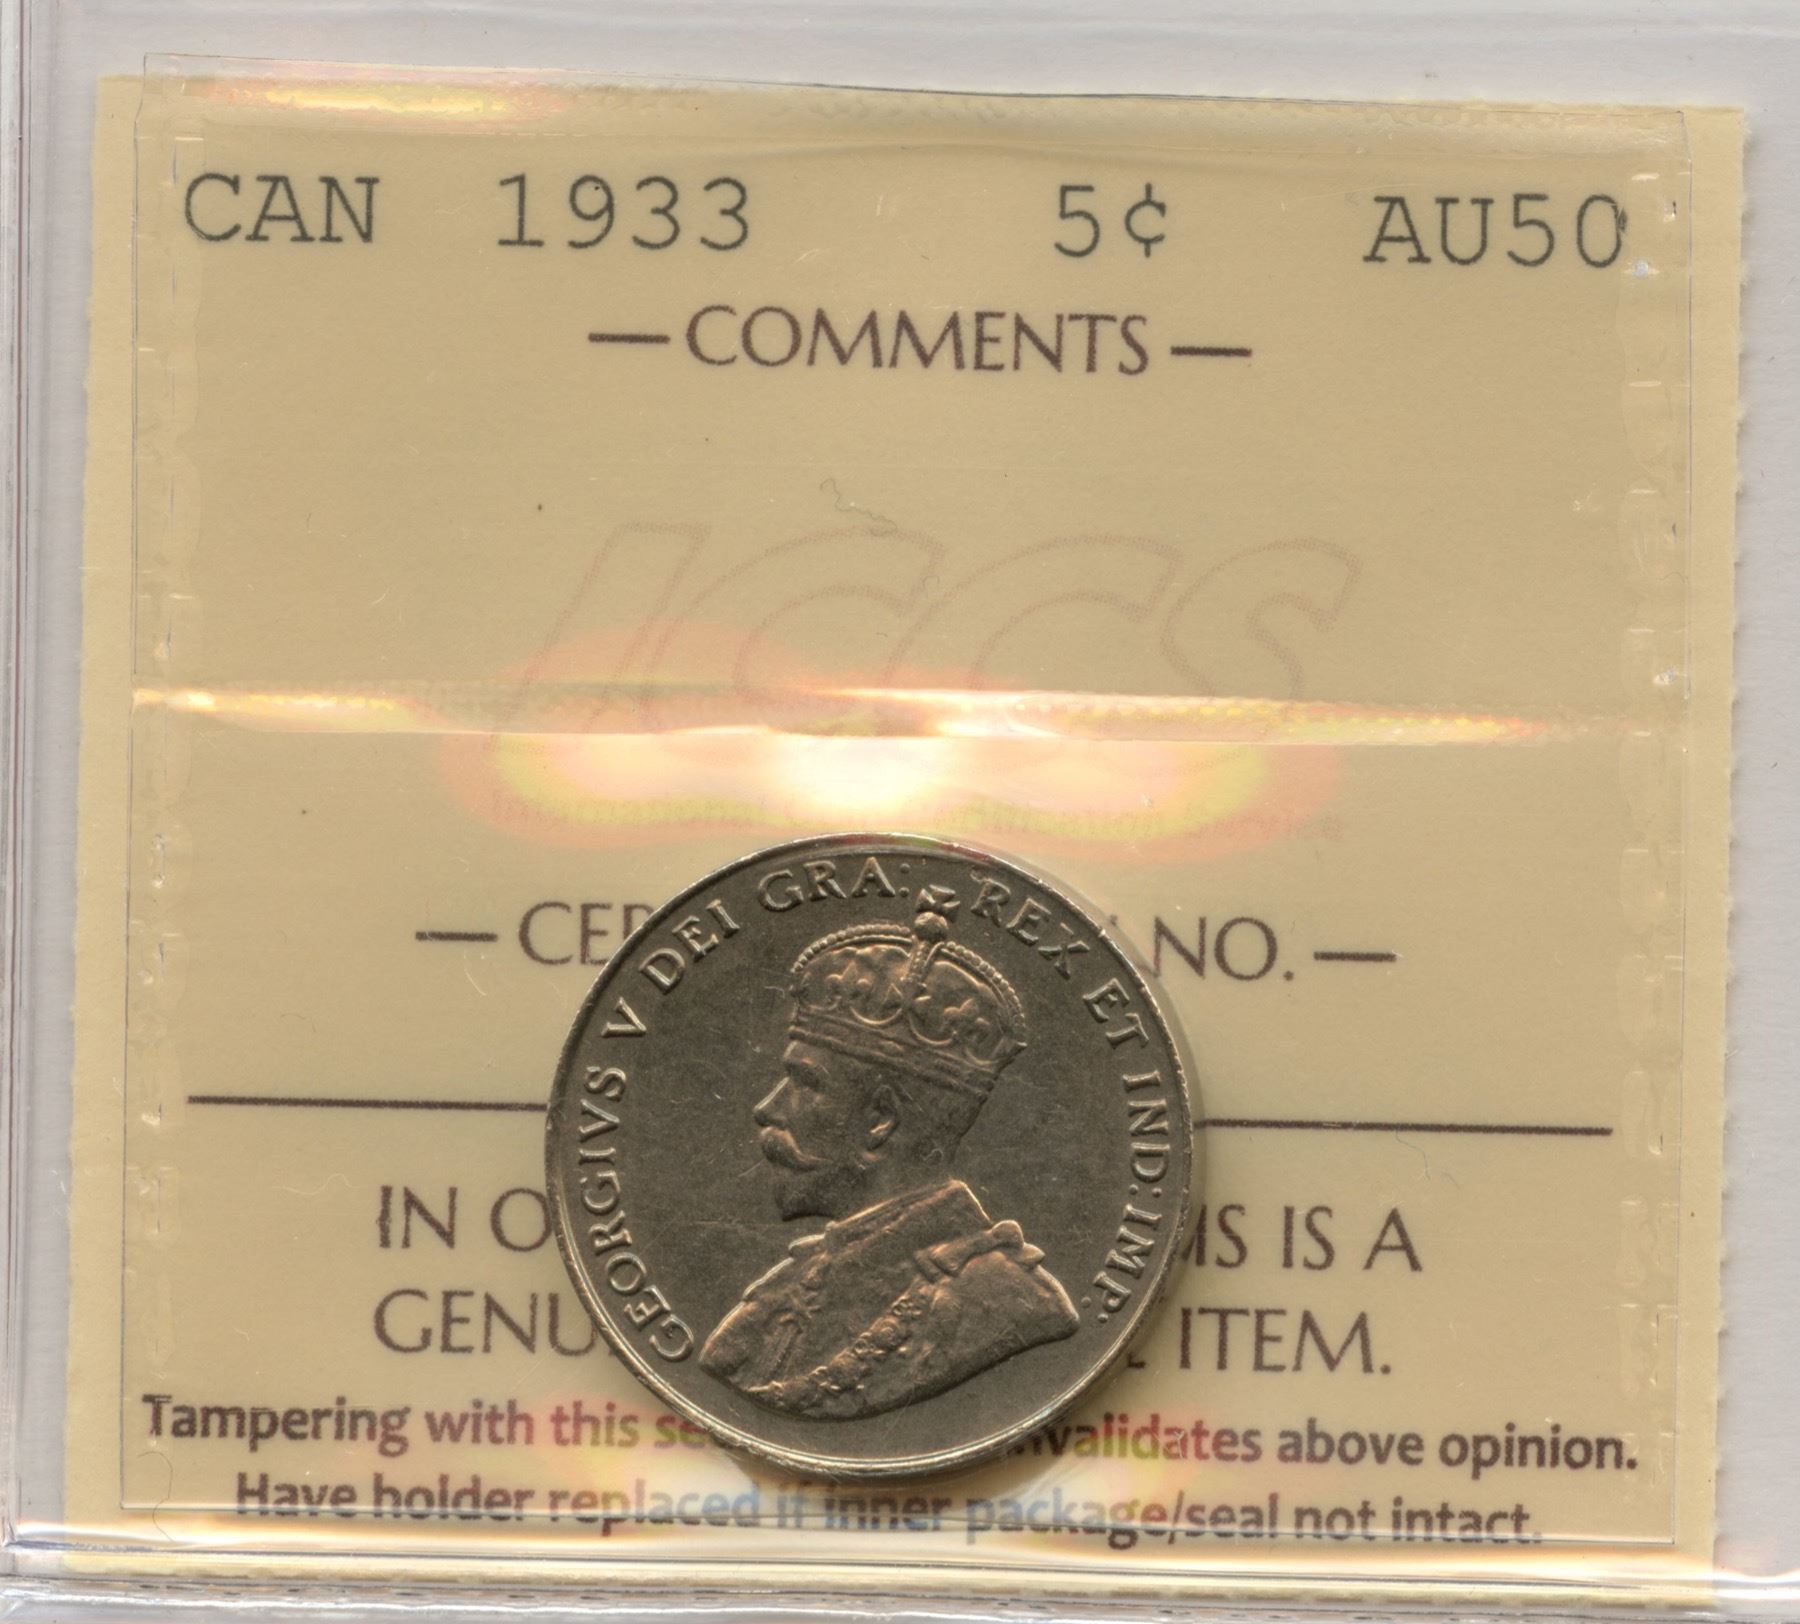 CAN 1933 5¢ AU50
— COMMENTS —
ICCS
— CER NO. —
GEORGIVS V DEI GRA: REX ET IND: IMP:
IN O MS IS A
GENU ITEM.
Tampering with this se nvalidates above opinion.
Have holder replaced if inner package/seal not intact.